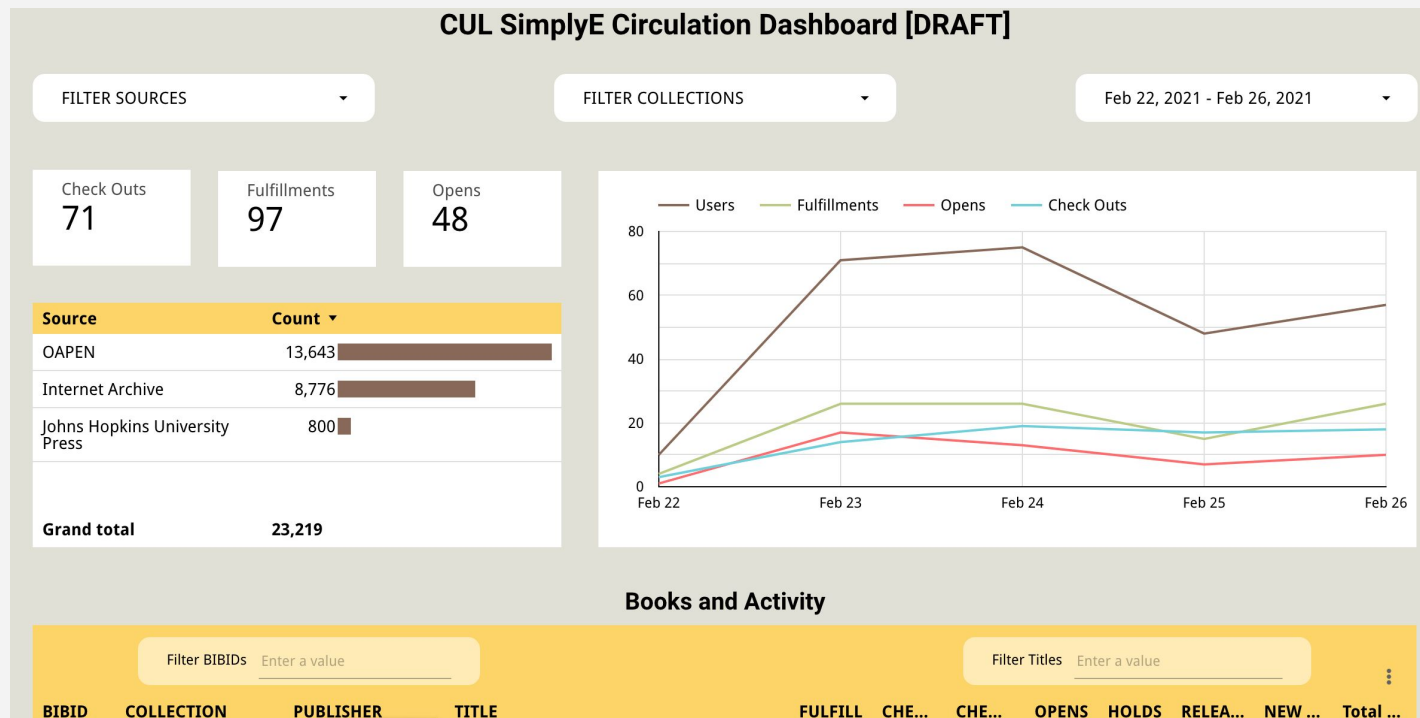 CUL SimplyE Circulation Dashboard [DRAFT]
FILTER SOURCES
FILTER COLLECTIONS
Feb 22, 2021 - Feb 26, 2021
Check Outs
71
Fulfillments
97
Opens
48
Users Fulfillments Opens Check Outs
80
60
40
20
0
Feb 22 Feb 23 Feb 24 Feb 25 Feb 26
Source Count
OAPEN 13,643
Internet Archive 8,776
Johns Hopkins University 800
Press
Grand total 23,219
Books and Activity
Filter BIBIDs Enter a value
Filter Titles Enter a value
BIBID COLLECTION PUBLISHER TITLE FULFILL CHE... CHE... OPENS HOLDS RELEA... NEW ... Total ...